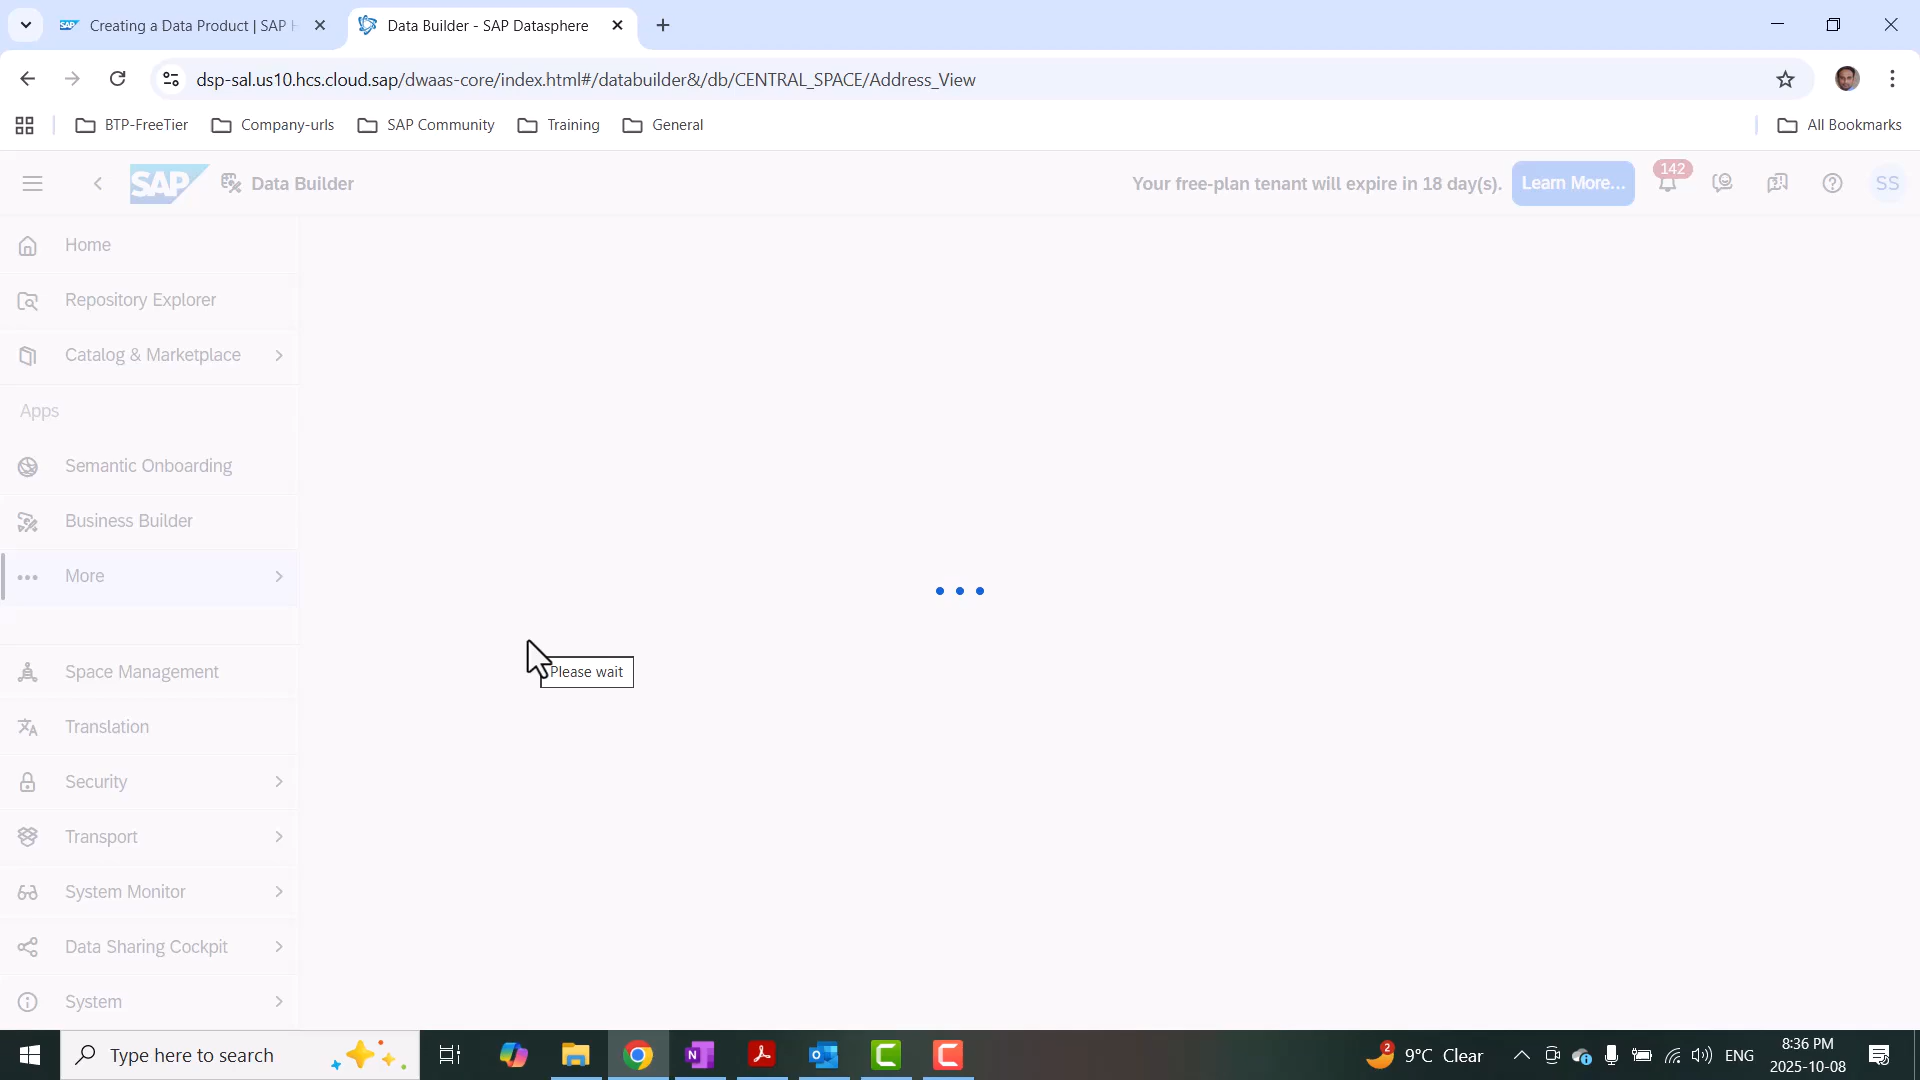 Creating a Data Product | SAP H
Data Builder - SAP Datasphere
dsp-sal.us10.hcs.cloud.sap/dwaas-core/index.html#/databuilder&/db/CENTRAL_SPACE/Address_View
BTP-FreeTier
Company-urls
SAP Community
Training
General
All Bookmarks
SAP
Data Builder
Your free-plan tenant will expire in 18 day(s).
Learn More...
142
SS
Home
Repository Explorer
Catalog & Marketplace
Apps
Semantic Onboarding
Business Builder
More
Please wait
Space Management
Translation
Security
Transport
System Monitor
Data Sharing Cockpit
System
Type here to search
2
9°C Clear
ENG
8:36 PM
2025-10-08